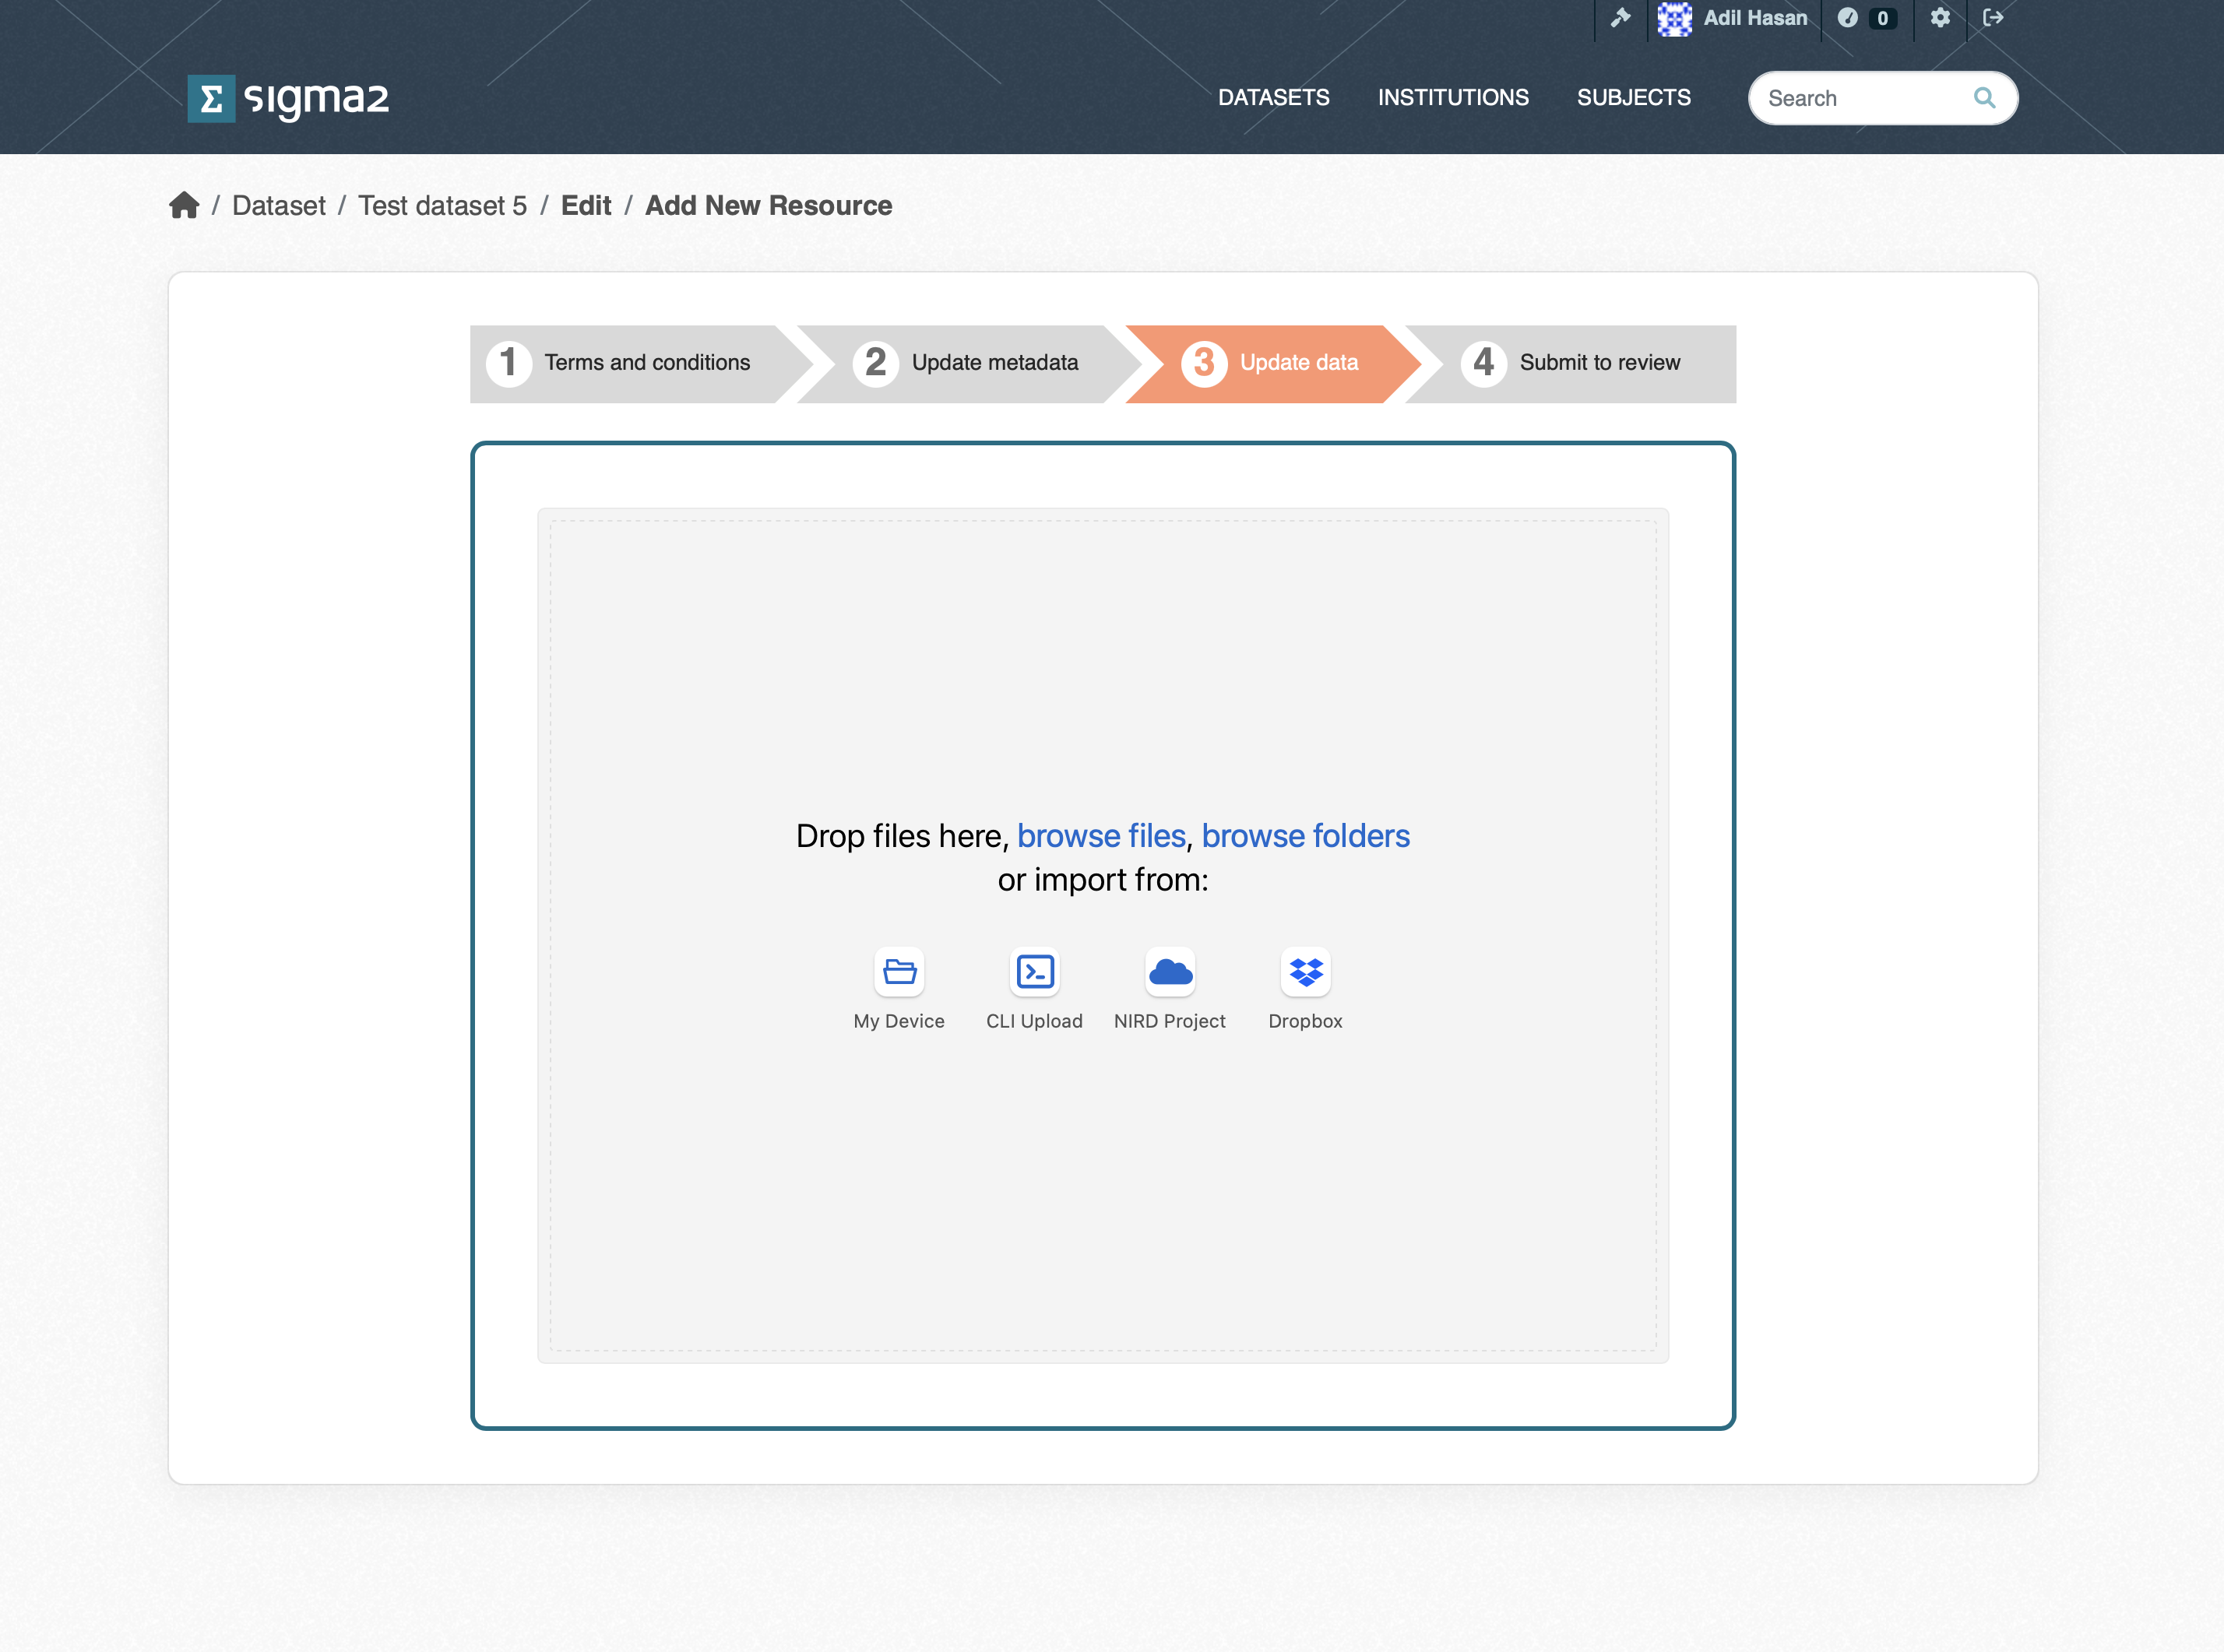 Adil Hasan 0
Σ sigma2
DATASETS INSTITUTIONS SUBJECTS Search
/ Dataset / Test dataset 5 / Edit / Add New Resource
1 Terms and conditions 2 Update metadata 3 Update data 4 Submit to review
Drop files here, browse files, browse folders
or import from:
My Device CLI Upload NIRD Project Dropbox